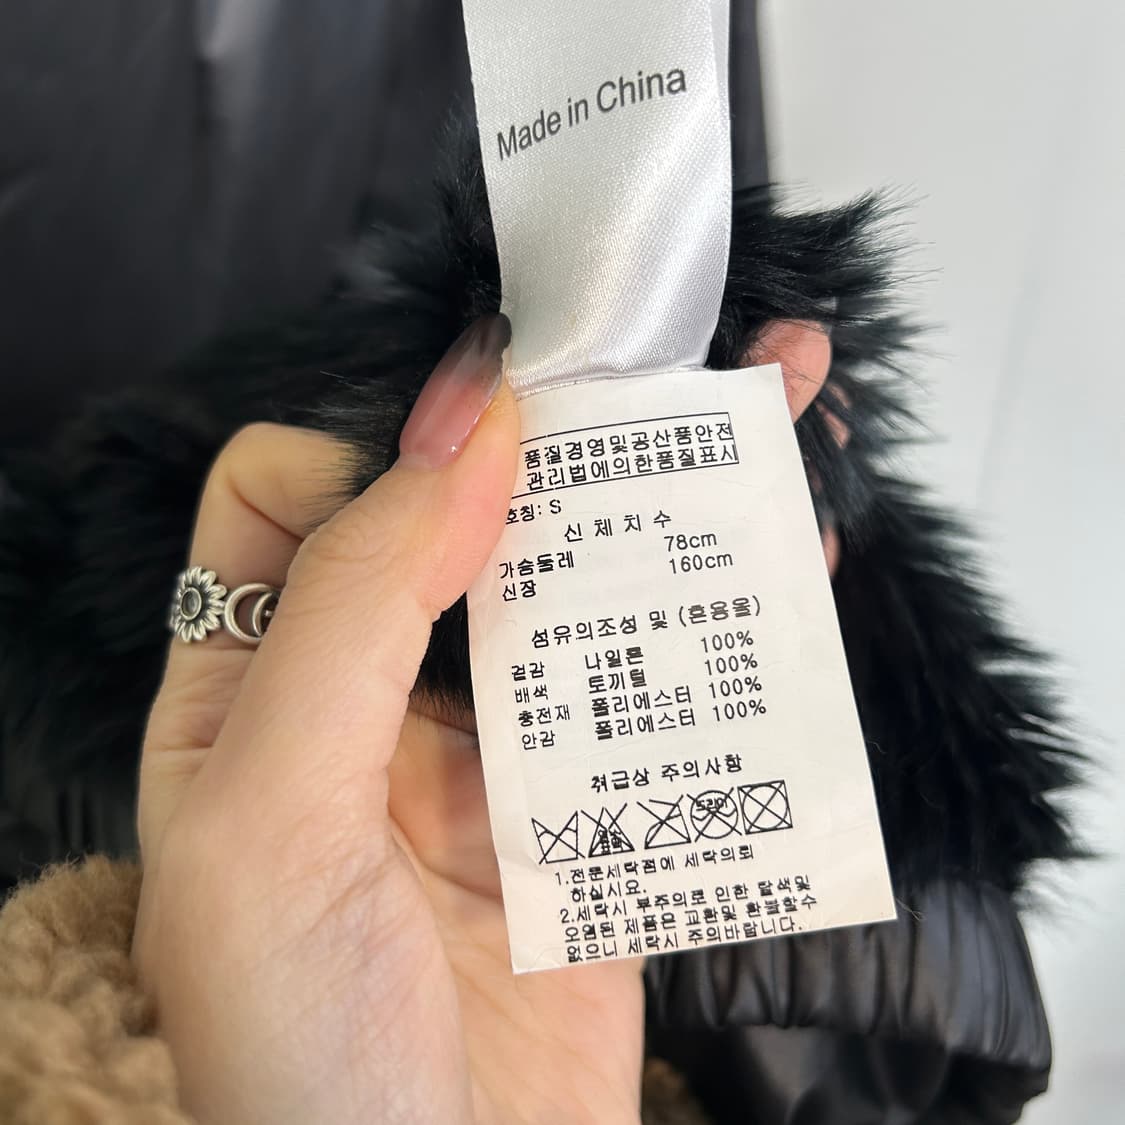 Made in China
품질경영및공산품안전
관리법에의한품질표시
호칭: S
신 체 치 수
가슴둘레 78cm
신장 160cm
섬유의조성 및 (혼용율)
겉감 나일론 100%
배색 토끼털 100%
충전재 폴리에스터 100%
안감 폴리에스터 100%
취급상 주의사항
드라이
1.전문세탁점에 세탁의뢰
하십시요.
2.세탁시 부주의로 인한 탈색및
오염된 제품은 교환및 환불할수
없으니 세탁시 주의바랍니다.